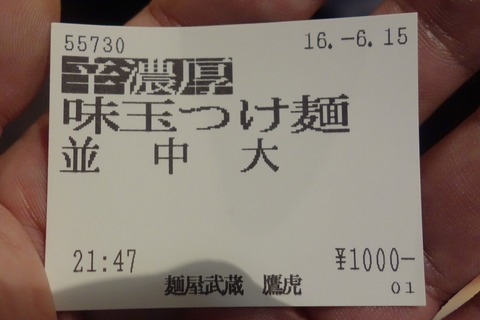 55730 16.-6.15
辛濃厚
味玉つけ麺
並 中 大
21:47 ¥1000-
麺屋武蔵 鷹虎 01